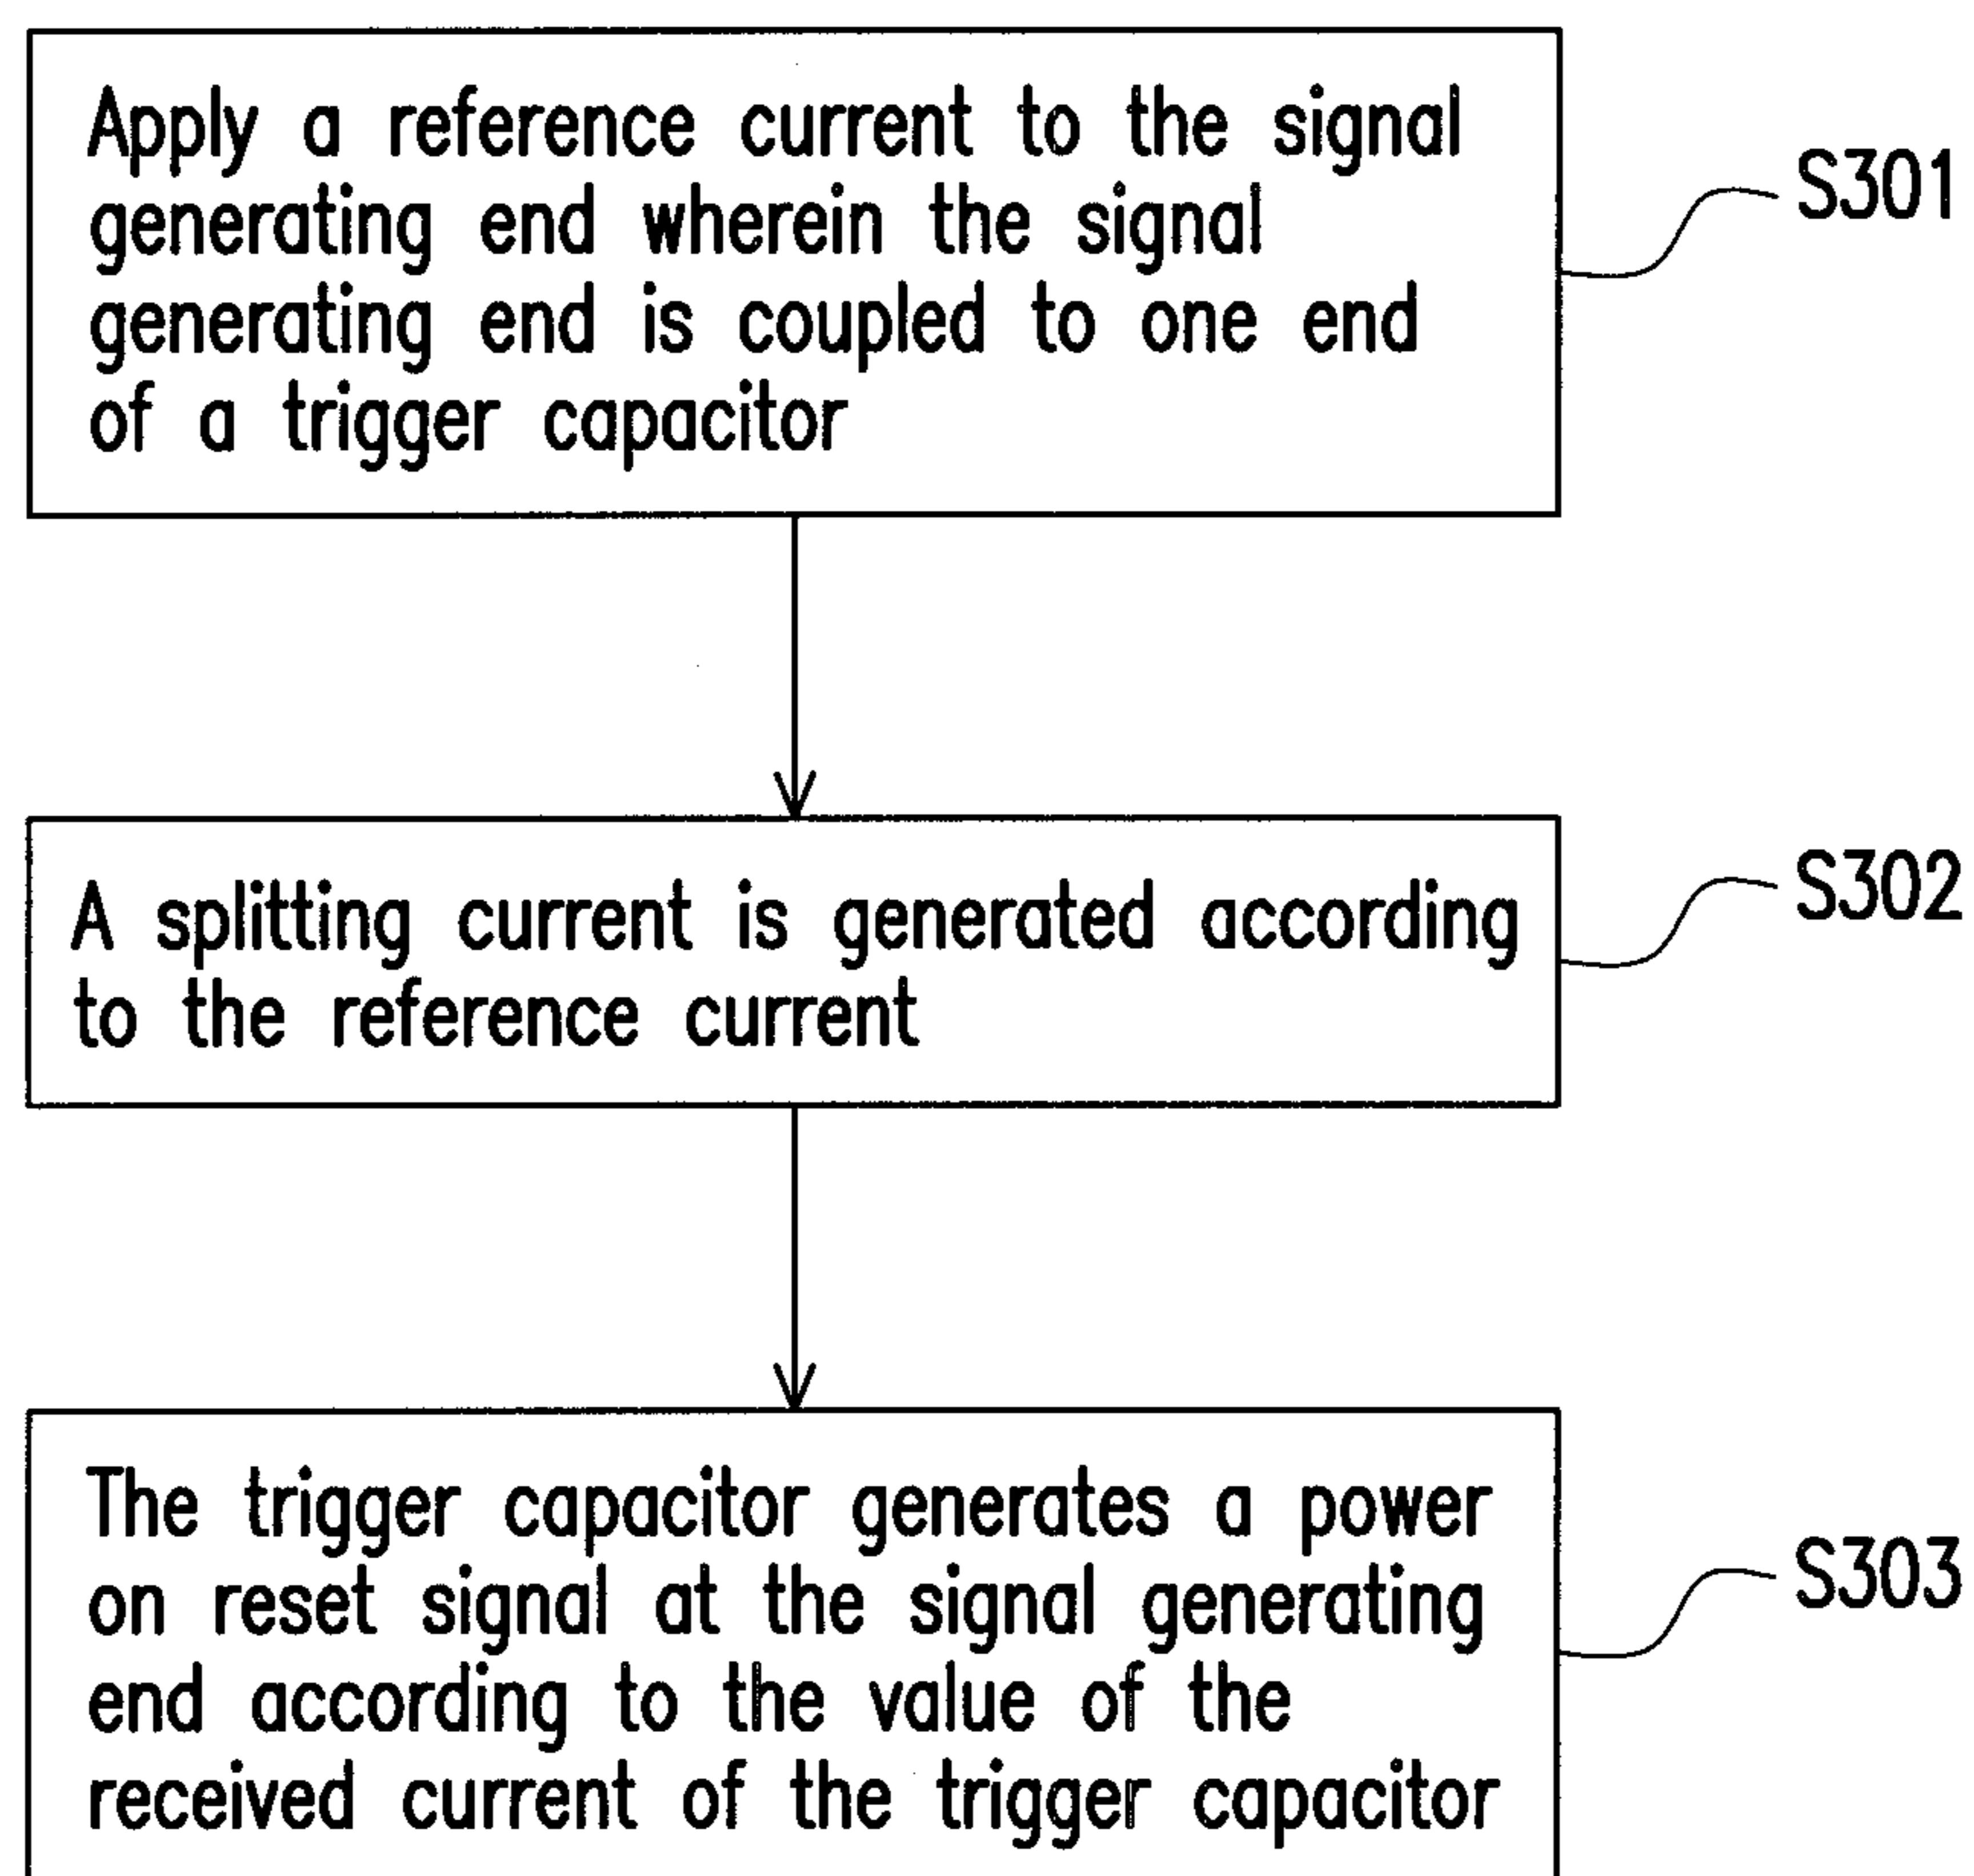 Apply a reference current to the signal
generating end wherein the signal
generating end is coupled to one end
of a trigger capacitor
S301
A splitting current is generated according
to the reference current
S302
The trigger capacitor generates a power
on reset signal at the signal generating
end according to the value of the
received current of the trigger capacitor
S303